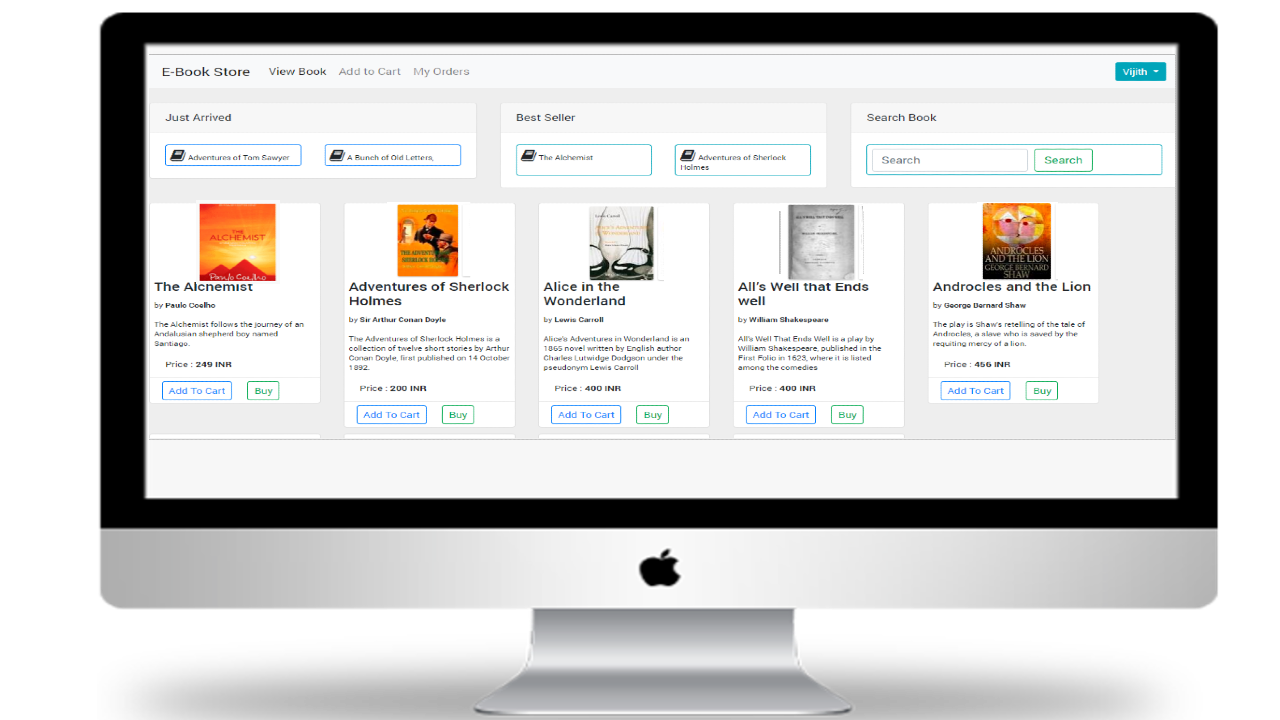 E-Book Store View Book Add to Cart My Orders Vijith
Just Arrived
Adventures of Tom Sawyer
A Bunch of Old Letters,
Best Seller
The Alchemist
Adventures of Sherlock
Holmes
Search Book
Search Search
THE
ALCHEMIST
Paulo Coelho
The Alchemist
by Paulo Coelho
The Alchemist follows the journey of an
Andalusian shepherd boy named
Santiago.
Price : 249 INR
Add To Cart Buy
Adventures of Sherlock
Holmes
by Sir Arthur Conan Doyle
The Adventures of Sherlock Holmes is a
collection of twelve short stories by Arthur
Conan Doyle, first published on 14 October
1892.
Price : 200 INR
Add To Cart Buy
Lewis Carroll
Alice in the
Wonderland
by Lewis Carroll
Alice's Adventures in Wonderland is an
1865 novel written by English author
Charles Lutwidge Dodgson under the
pseudonym Lewis Carroll
Price : 400 INR
Add To Cart Buy
All's Well that Ends
well
by William Shakespeare
All's Well That Ends Well is a play by
William Shakespeare, published in the
First Folio in 1623, where it is listed
among the comedies
Price : 400 INR
Add To Cart Buy
ANDROCLES
AND THE LION
GEORGE BERNARD
SHAW
Androcles and the Lion
by George Bernard Shaw
The play is Shaw's retelling of the tale of
Androcles, a slave who is saved by the
requiting mercy of a lion.
Price : 456 INR
Add To Cart Buy